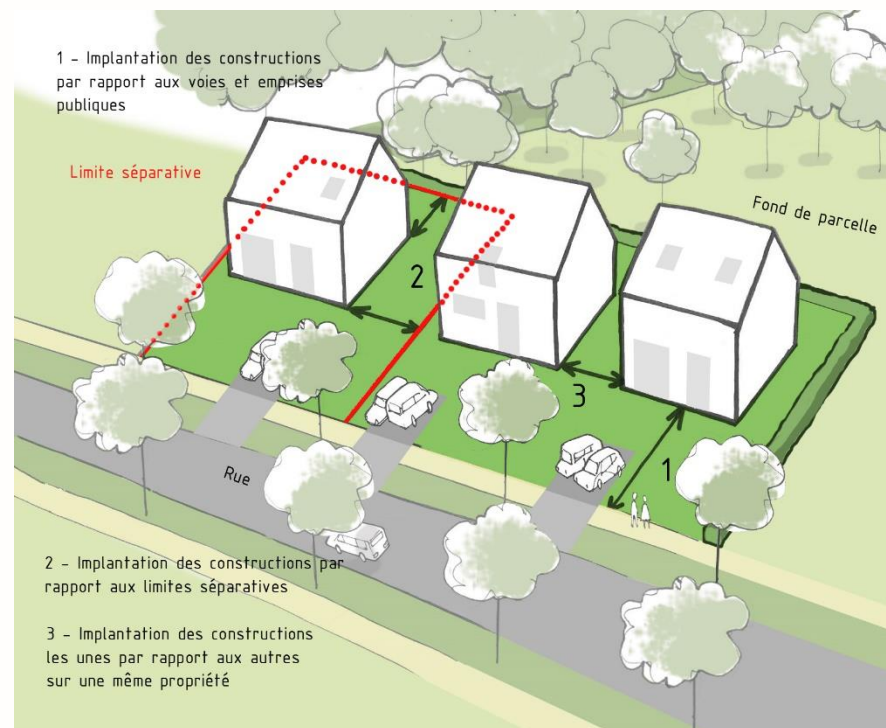 1 - Implantation des constructions
par rapport aux voies et emprises
publiques
Limite séparative
Fond de parcelle
2
3
1
Rue
2 - Implantation des constructions par
rapport aux limites séparatives
3 - Implantation des constructions
les unes par rapport aux autres
sur une même propriété